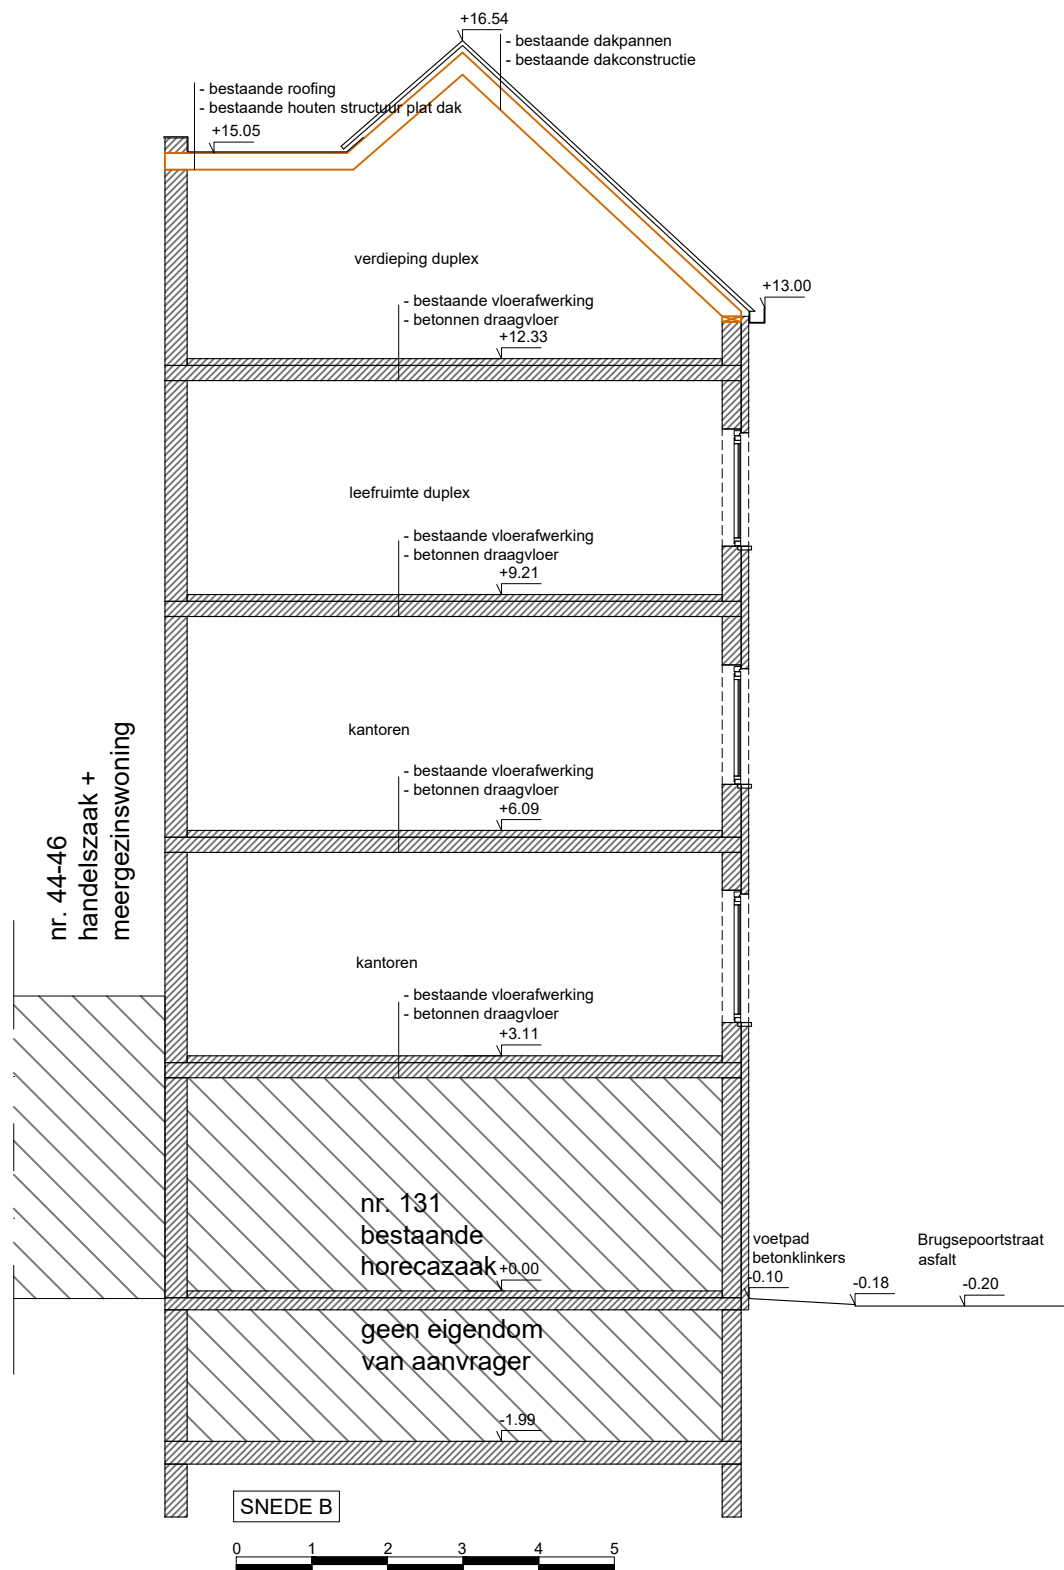 +16.54
- bestaande dakpannen
- bestaande dakconstructie
- bestaande roofing
- bestaande houten structuur plat dak
+15.05
verdieping duplex
+13.00
- bestaande vloerafwerking
- betonnen draagvloer
+12.33
leefruimte duplex
- bestaande vloerafwerking
- betonnen draagvloer
+9.21
kantoren
- bestaande vloerafwerking
- betonnen draagvloer
+6.09
nr. 44-46
handelszaak +
meergezinswoning
kantoren
- bestaande vloerafwerking
- betonnen draagvloer
+3.11
nr. 131
bestaande
horecazaak
+0.00
voetpad
betonklinkers
-0.10
-0.18
Brugsepoortstraat
asfalt
-0.20
geen eigendom
van aanvrager
-1.99
SNEDE B
0 1 2 3 4 5